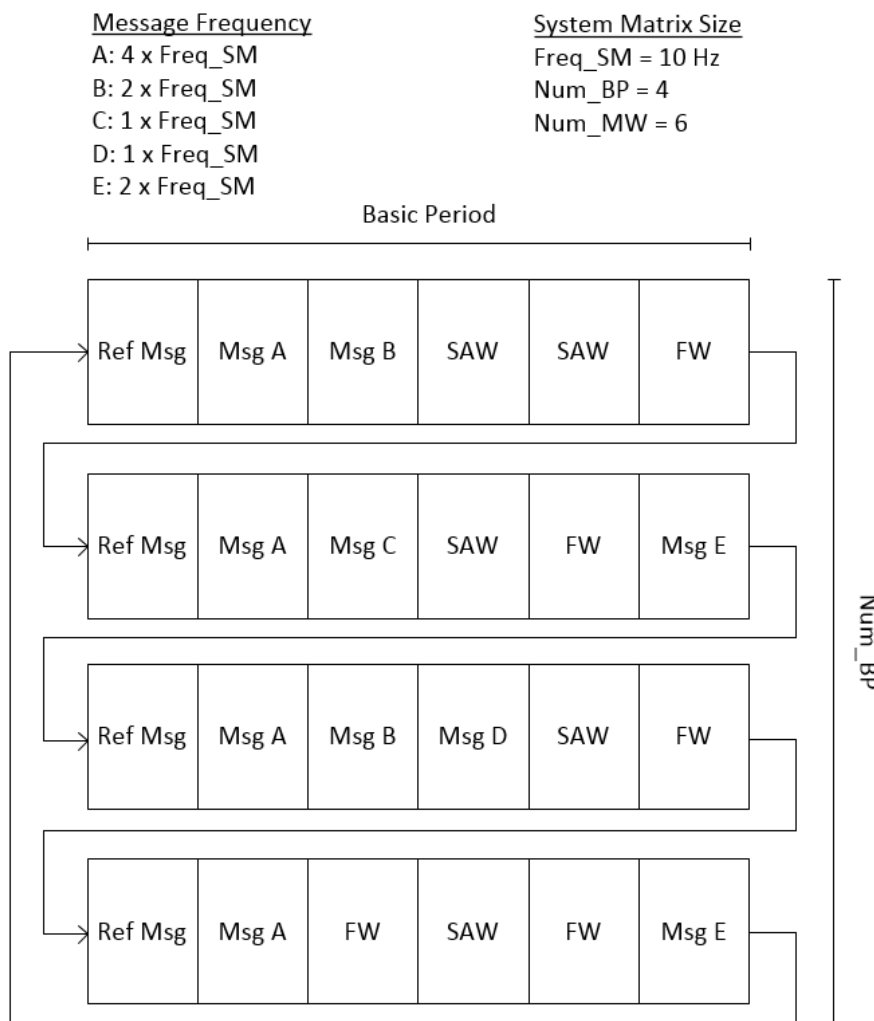 Message Frequency
A: 4 x Freq_SM
B: 2 x Freq_SM
C: 1 x Freq_SM
D: 1 x Freq_SM
E: 2 x Freq_SM
System Matrix Size
Freq_SM = 10 Hz
Num_BP = 4
Num_MW = 6
Basic Period
Ref Msg Msg A Msg B SAW SAW FW
Ref Msg Msg A Msg C SAW FW Msg E
Ref Msg Msg A Msg B Msg D SAW FW
Ref Msg Msg A FW SAW FW Msg E
Num_BP